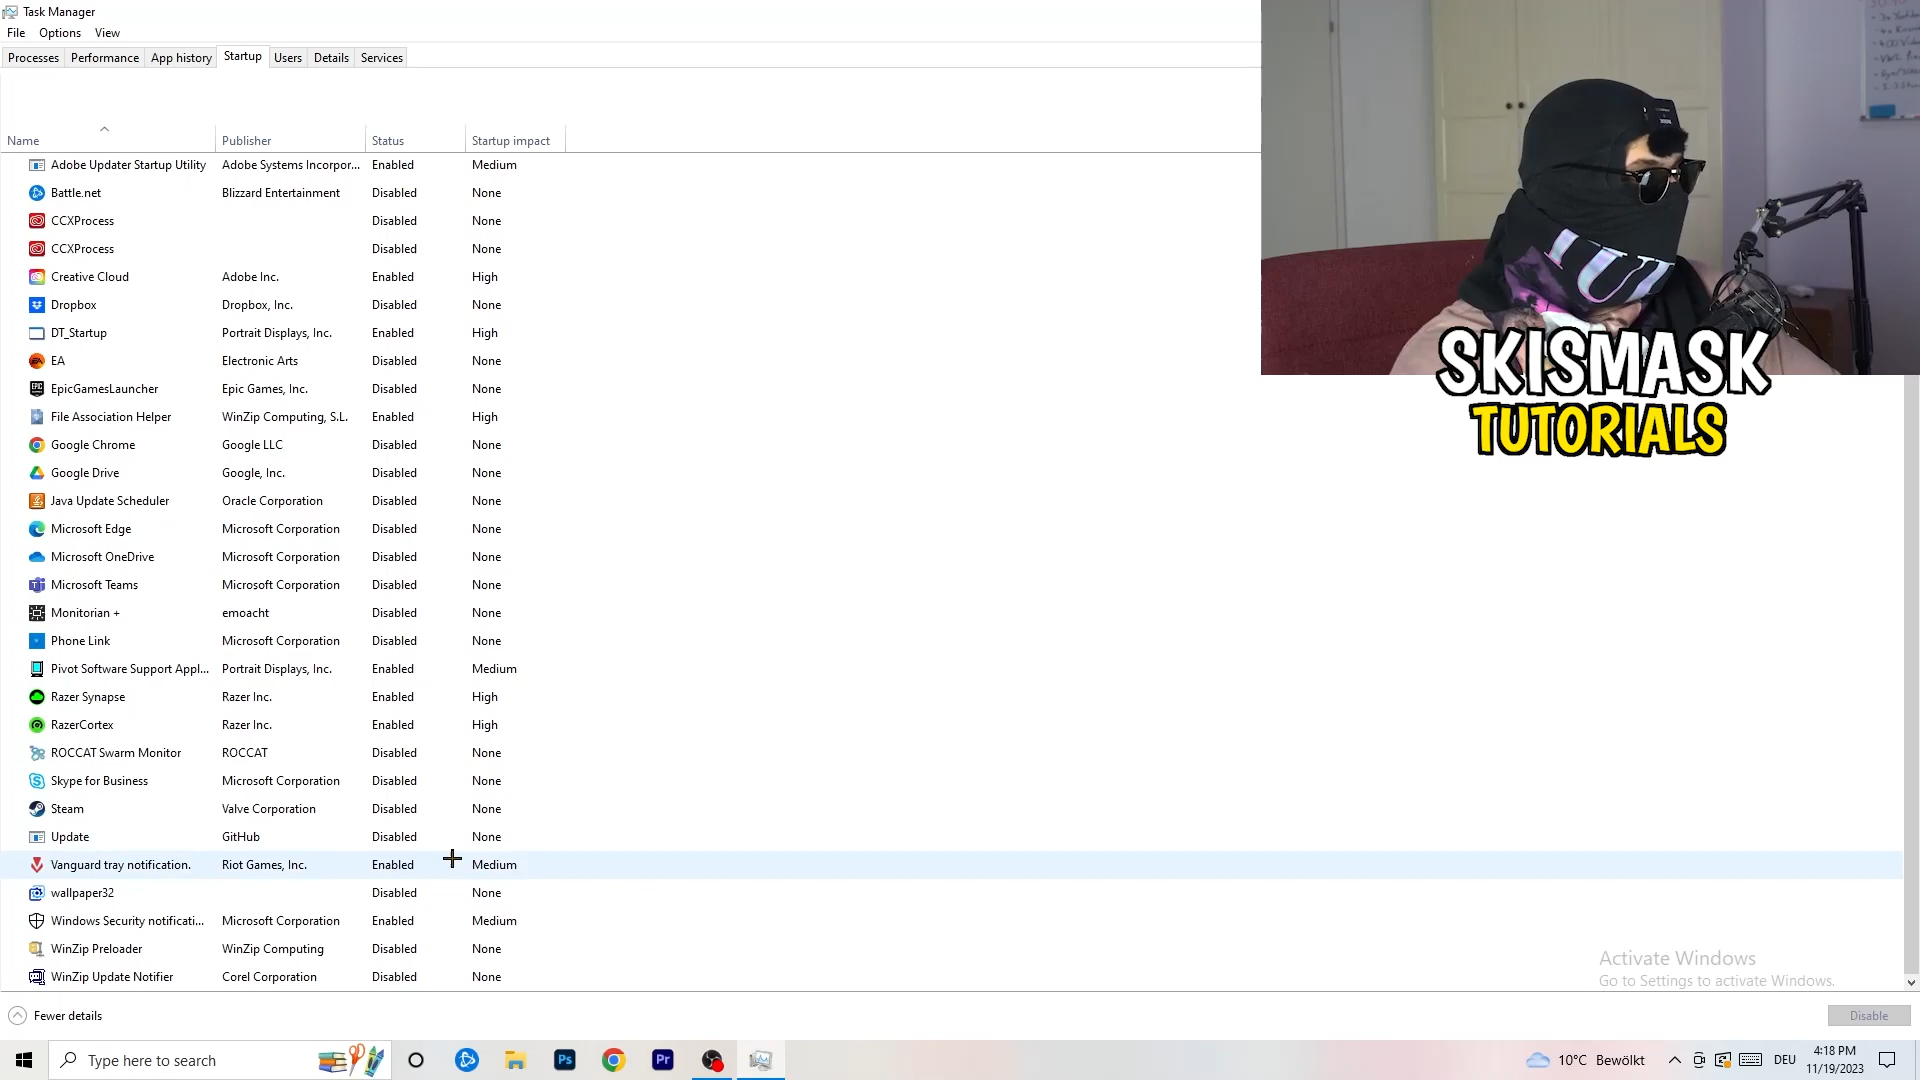 Task Manager
File Options View
Processes Performance App history Startup Users Details Services
Name Publisher Status Startup impact
Adobe Updater Startup Utility Adobe Systems Incorpor... Enabled Medium
Battle.net Blizzard Entertainment Disabled None
CCXProcess Disabled None
CCXProcess Disabled None
Creative Cloud Adobe Inc. Enabled High
Dropbox Dropbox, Inc. Disabled None
DT_Startup Portrait Displays, Inc. Enabled High
EA Electronic Arts Disabled None
EpicGamesLauncher Epic Games, Inc. Disabled None
File Association Helper WinZip Computing, S.L. Enabled High
Google Chrome Google LLC Disabled None
Google Drive Google, Inc. Disabled None
Java Update Scheduler Oracle Corporation Disabled None
Microsoft Edge Microsoft Corporation Disabled None
Microsoft OneDrive Microsoft Corporation Disabled None
Microsoft Teams Microsoft Corporation Disabled None
Monitorian + emoacht Disabled None
Phone Link Microsoft Corporation Disabled None
Pivot Software Support Appl... Portrait Displays, Inc. Enabled Medium
Razer Synapse Razer Inc. Enabled High
RazerCortex Razer Inc. Enabled High
ROCCAT Swarm Monitor ROCCAT Disabled None
Skype for Business Microsoft Corporation Disabled None
Steam Valve Corporation Disabled None
Update GitHub Disabled None
Vanguard tray notification. Riot Games, Inc. Enabled Medium
wallpaper32 Disabled None
Windows Security notificati... Microsoft Corporation Enabled Medium
WinZip Preloader WinZip Computing Disabled None
WinZip Update Notifier Corel Corporation Disabled None
SKISMASK
TUTORIALS
Activate Windows
Go to Settings to activate Windows.
Fewer details
Disable
Type here to search
Ps
Pr
10°C Bewölkt
DEU
4:18 PM
11/19/2023